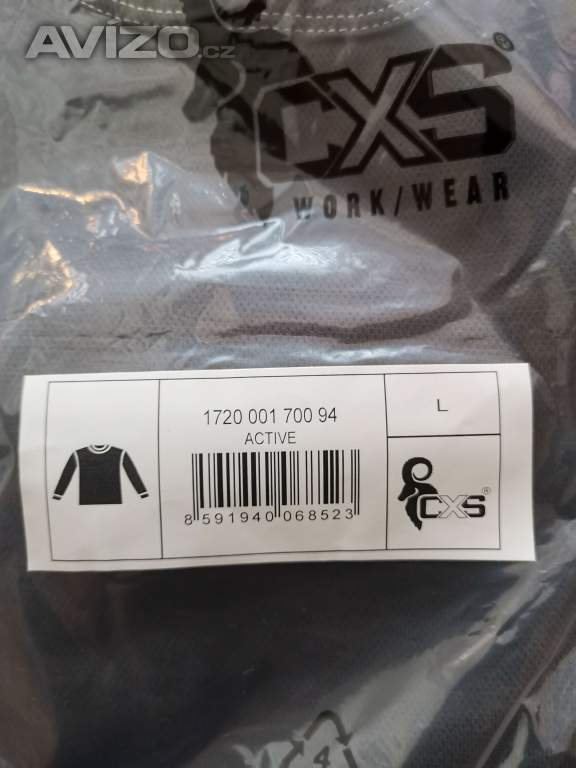 AVIZO.cz
CXS®
WORK/WEAR
1720 001 700 94
ACTIVE
8 591940 068523
L
CXS®
4